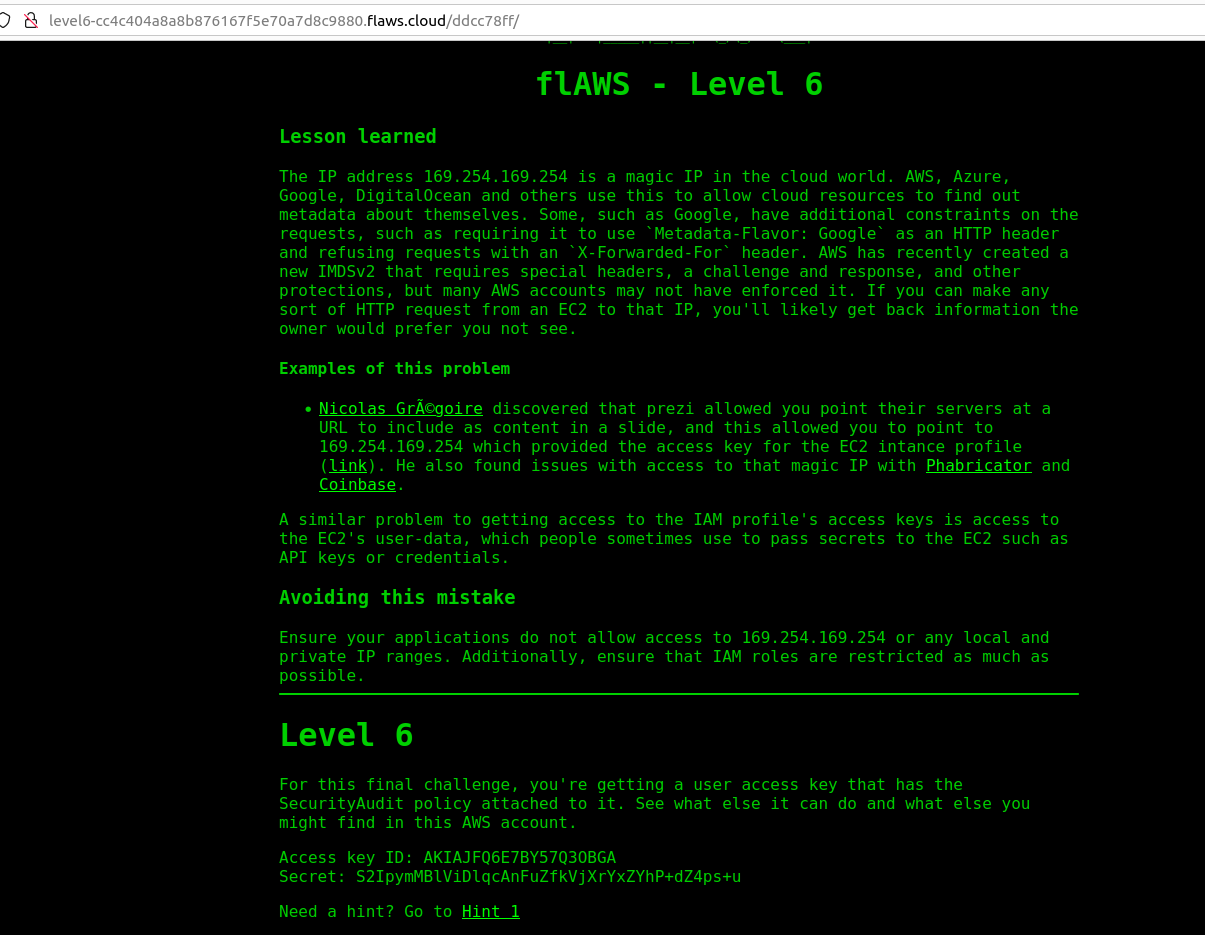 level6-cc4c404a8a8b876167f5e70a7d8c9880.flaws.cloud/ddcc78ff/
flAWS - Level 6
Lesson learned
The IP address 169.254.169.254 is a magic IP in the cloud world. AWS, Azure,
Google, DigitalOcean and others use this to allow cloud resources to find out
metadata about themselves. Some, such as Google, have additional constraints on the
requests, such as requiring it to use `Metadata-Flavor: Google` as an HTTP header
and refusing requests with an `X-Forwarded-For` header. AWS has recently created a
new IMDSv2 that requires special headers, a challenge and response, and other
protections, but many AWS accounts may not have enforced it. If you can make any
sort of HTTP request from an EC2 to that IP, you'll likely get back information the
owner would prefer you not see.
Examples of this problem
• Nicolas GrÃ©goire discovered that prezi allowed you point their servers at a
URL to include as content in a slide, and this allowed you to point to
169.254.169.254 which provided the access key for the EC2 intance profile
(link). He also found issues with access to that magic IP with Phabricator and
Coinbase.
A similar problem to getting access to the IAM profile's access keys is access to
the EC2's user-data, which people sometimes use to pass secrets to the EC2 such as
API keys or credentials.
Avoiding this mistake
Ensure your applications do not allow access to 169.254.169.254 or any local and
private IP ranges. Additionally, ensure that IAM roles are restricted as much as
possible.
Level 6
For this final challenge, you're getting a user access key that has the
SecurityAudit policy attached to it. See what else it can do and what else you
might find in this AWS account.
Access key ID: AKIAJFQ6E7BY57Q3OBGA
Secret: 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
Need a hint? Go to Hint 1